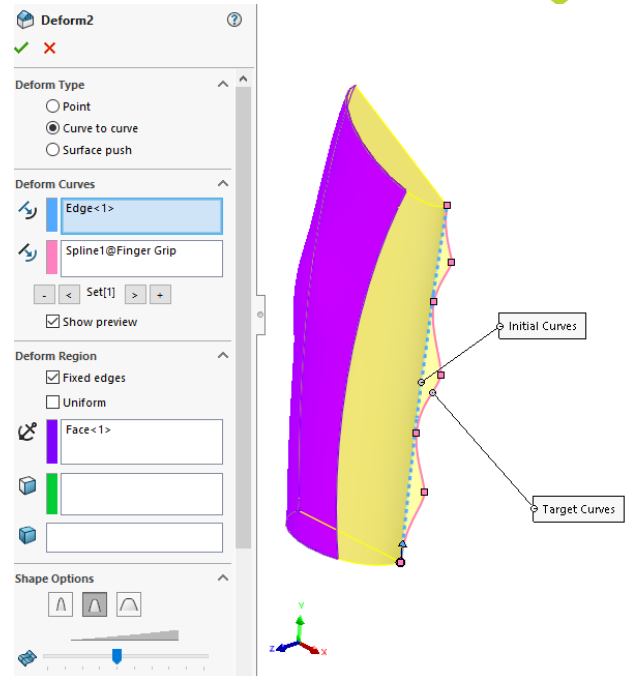 Deform2
Deform Type
Point
Curve to curve
Surface push
Deform Curves
Edge<1>
Spline1@Finger Grip
- < Set[1] > +
Show preview
Deform Region
Fixed edges
Uniform
Face<1>
Shape Options
Initial Curves
Target Curves
Y
Z
X